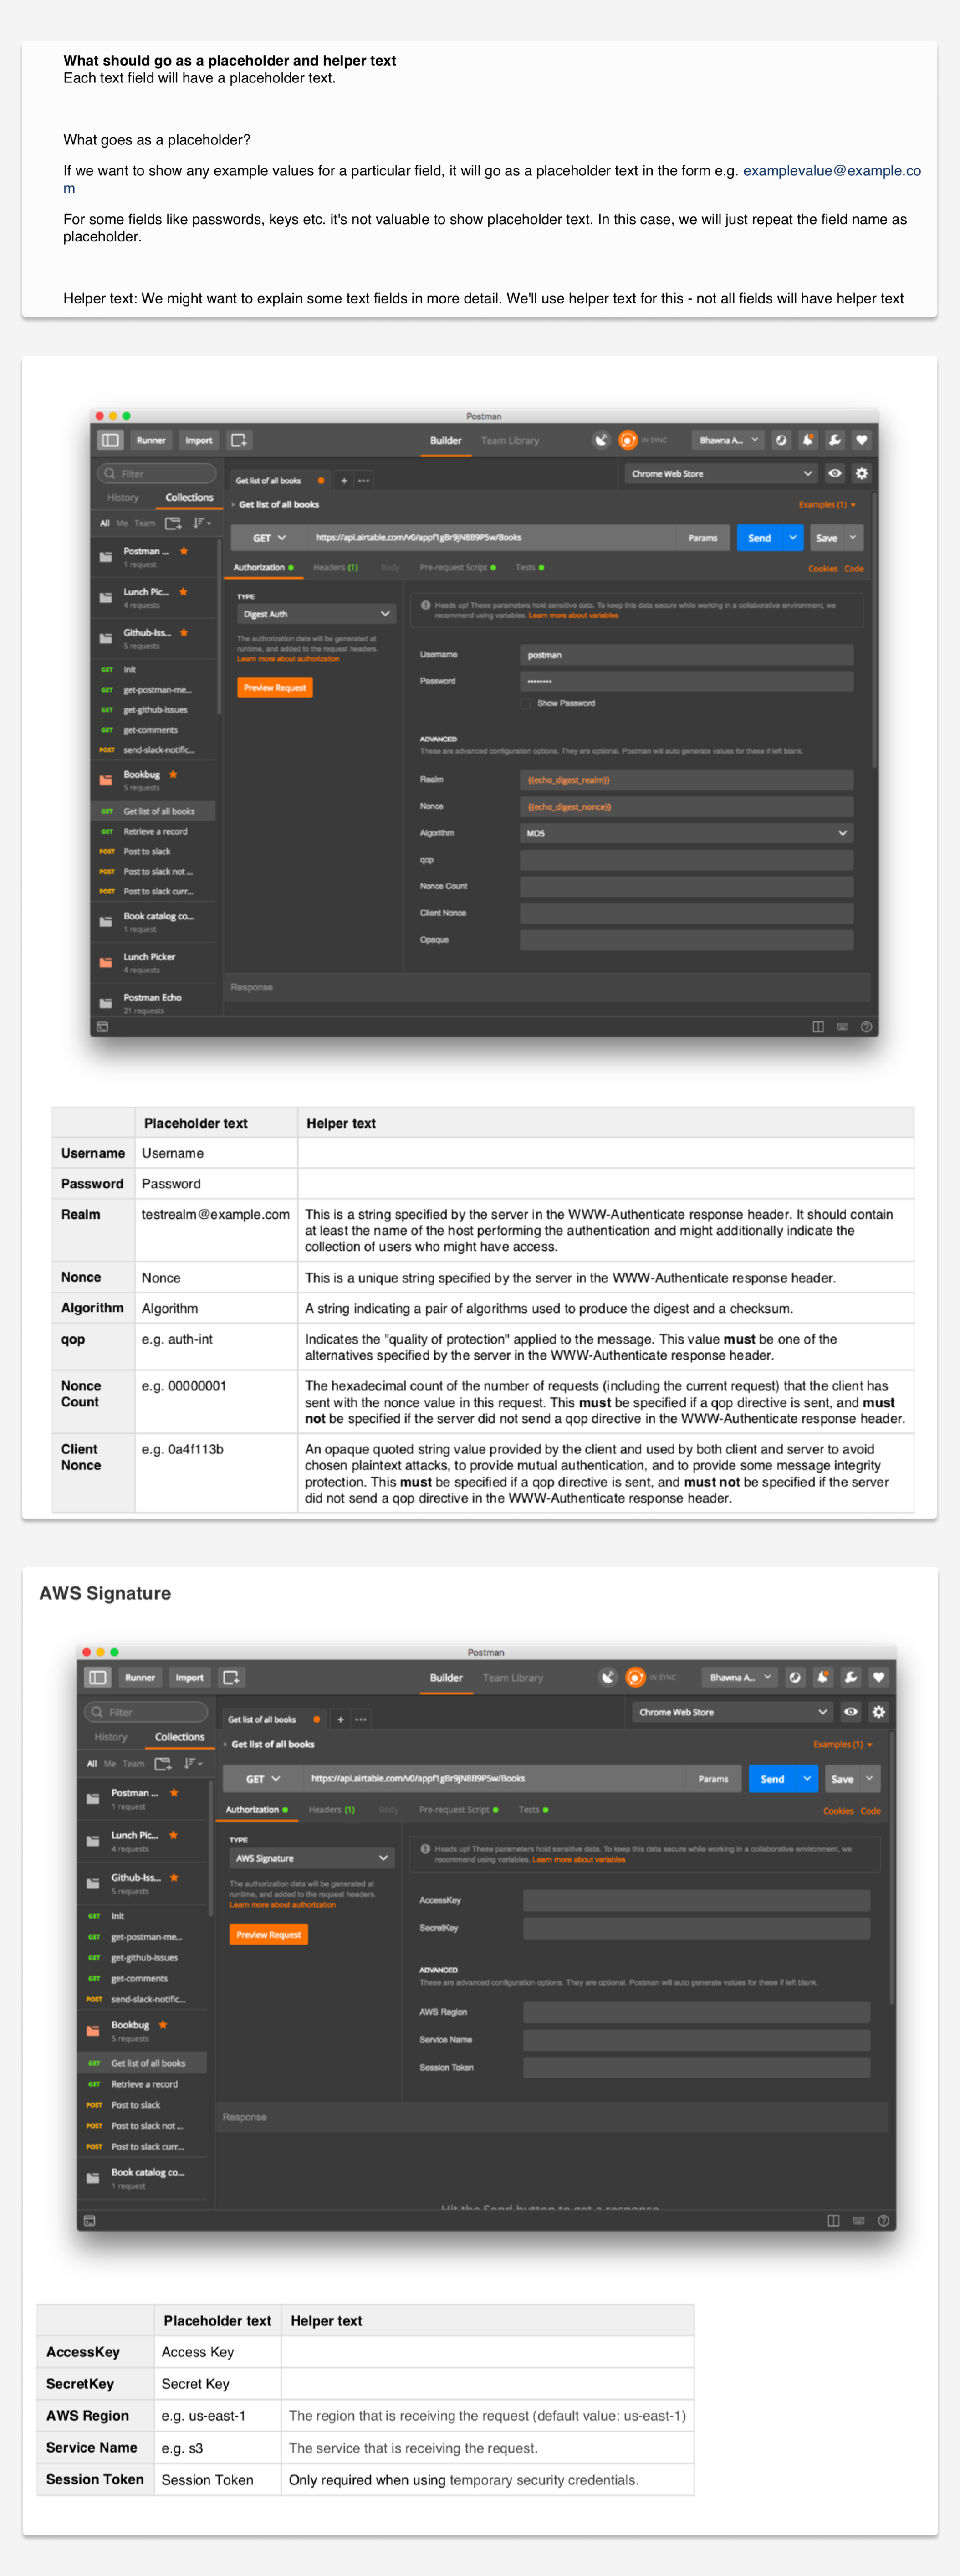 What should go as a placeholder and helper text
Each text field will have a placeholder text.
What goes as a placeholder?
If we want to show any example values for a particular field, it will go as a placeholder text in the form e.g. examplevalue@example.co
m
For some fields like passwords, keys etc. it's not valuable to show placeholder text. In this case, we will just repeat the field name as
placeholder.
Helper text: We might want to explain some text fields in more detail. We'll use helper text for this - not all fields will have helper text
Postman
Runner Import Builder Team Library IN SYNC Bhawna A...
Filter
Get list of all books
Chrome Web Store
History Collections
Get list of all books
Examples (1)
All Me Team
GET https://api.airtable.com/v0/appf1gBr9jN8B9P5w/Books Params Send Save
Postman ...
1 request
Authorization Headers (1) Body Pre-request Script Tests Cookies Code
Lunch Pic...
4 requests
Github-Iss...
5 requests
GET Init
GET get-postman-me...
GET get-github-issues
GET get-comments
POST send-slack-notific...
Bookbug
5 requests
GET Get list of all books
GET Retrieve a record
POST Post to slack
POST Post to slack not ...
POST Post to slack curr...
Book catalog co...
1 request
Lunch Picker
4 requests
Postman Echo
21 requests
TYPE
Digest Auth
The authorization data will be generated at
runtime, and added to the request headers.
Learn more about authorization
Preview Request
Heads up! These parameters hold sensitive data. To keep this data secure while working in a collaborative environment, we
recommend using variables. Learn more about variables
Username postman
Password ••••••••
Show Password
ADVANCED
These are advanced configuration options. They are optional. Postman will auto generate values for these if left blank.
Realm {{echo_digest_realm}}
Nonce {{echo_digest_nonce}}
Algorithm MD5
qop
Nonce Count
Client Nonce
Opaque
Response
Placeholder text Helper text
Username Username
Password Password
Realm testrealm@example.com This is a string specified by the server in the WWW-Authenticate response header. It should contain
at least the name of the host performing the authentication and might additionally indicate the
collection of users who might have access.
Nonce Nonce This is a unique string specified by the server in the WWW-Authenticate response header.
Algorithm Algorithm A string indicating a pair of algorithms used to produce the digest and a checksum.
qop e.g. auth-int Indicates the "quality of protection" applied to the message. This value must be one of the
alternatives specified by the server in the WWW-Authenticate response header.
Nonce Count e.g. 00000001 The hexadecimal count of the number of requests (including the current request) that the client has
sent with the nonce value in this request. This must be specified if a qop directive is sent, and must
not be specified if the server did not send a qop directive in the WWW-Authenticate response header.
Client Nonce e.g. 0a4f113b An opaque quoted string value provided by the client and used by both client and server to avoid
chosen plaintext attacks, to provide mutual authentication, and to provide some message integrity
protection. This must be specified if a qop directive is sent, and must not be specified if the server
did not send a qop directive in the WWW-Authenticate response header.
AWS Signature
Postman
Runner Import Builder Team Library IN SYNC Bhawna A...
Filter
Get list of all books
Chrome Web Store
History Collections
Get list of all books
Examples (1)
All Me Team
GET https://api.airtable.com/v0/appf1gBr9jN8B9P5w/Books Params Send Save
Postman ...
1 request
Authorization Headers (1) Body Pre-request Script Tests Cookies Code
Lunch Pic...
4 requests
Github-Iss...
5 requests
GET Init
GET get-postman-me...
GET get-github-issues
GET get-comments
POST send-slack-notific...
Bookbug
5 requests
GET Get list of all books
GET Retrieve a record
POST Post to slack
POST Post to slack not ...
POST Post to slack curr...
Book catalog co...
1 request
TYPE
AWS Signature
The authorization data will be generated at
runtime, and added to the request headers.
Learn more about authorization
Preview Request
Heads up! These parameters hold sensitive data. To keep this data secure while working in a collaborative environment, we
recommend using variables. Learn more about variables
AccessKey
SecretKey
ADVANCED
These are advanced configuration options. They are optional. Postman will auto generate values for these if left blank.
AWS Region
Service Name
Session Token
Response
Hit the Send button to get a response
Placeholder text Helper text
AccessKey Access Key
SecretKey Secret Key
AWS Region e.g. us-east-1 The region that is receiving the request (default value: us-east-1)
Service Name e.g. s3 The service that is receiving the request.
Session Token Session Token Only required when using temporary security credentials.